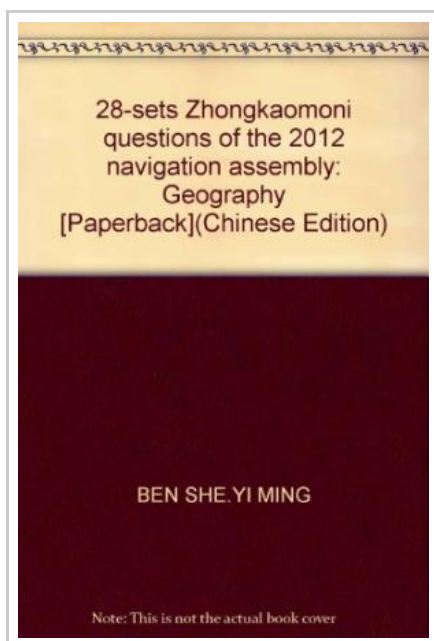 28-sets Zhongkaomoni
questions of the 2012
navigation assembly:
Geography
[Paperback](Chinese Edition)
BEN SHE.YI MING
Note: This is not the actual book cover